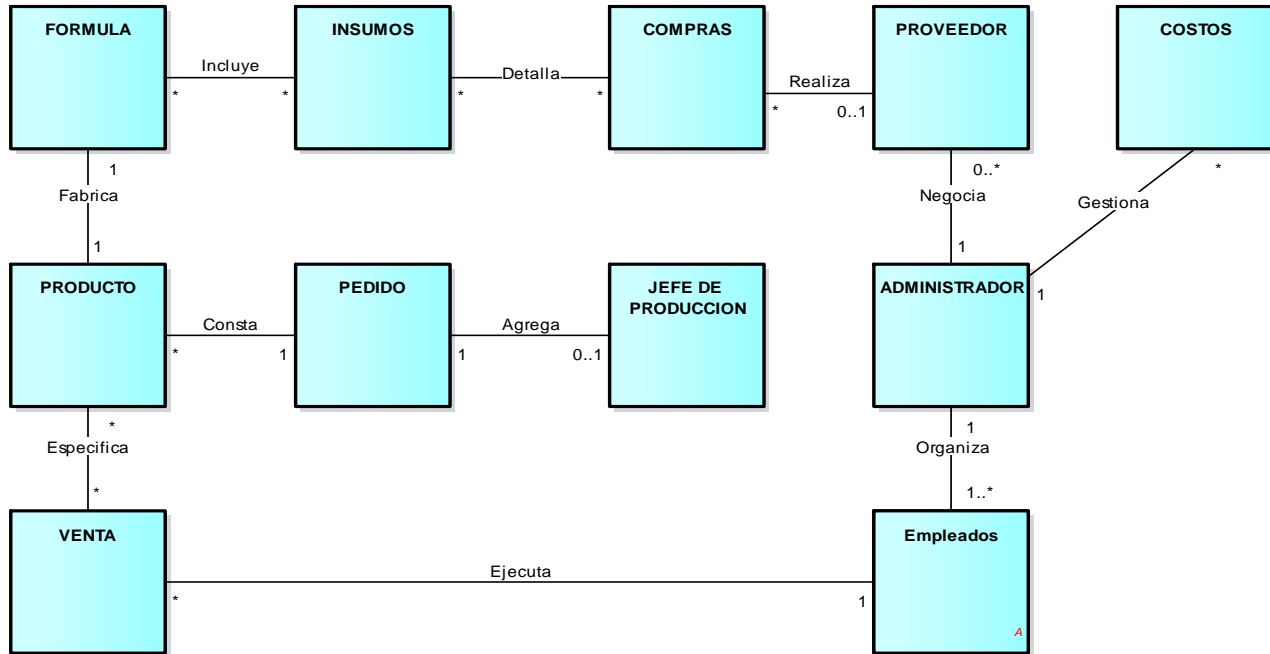 FORMULA
INSUMOS
COMPRAS
PROVEEDOR
COSTOS
Incluye
Detalla
Realiza
* *
* *
* 0..1
1
Fabrica
1
0..*
Negocia
1
*
Gestiona
1
PRODUCTO
PEDIDO
JEFE DE
PRODUCCION
ADMINISTRADOR
Consta
Agrega
* 1
1 0..1
*
Especifica
*
1
Organiza
1..*
VENTA
Empleados
Ejecuta
* 1
A